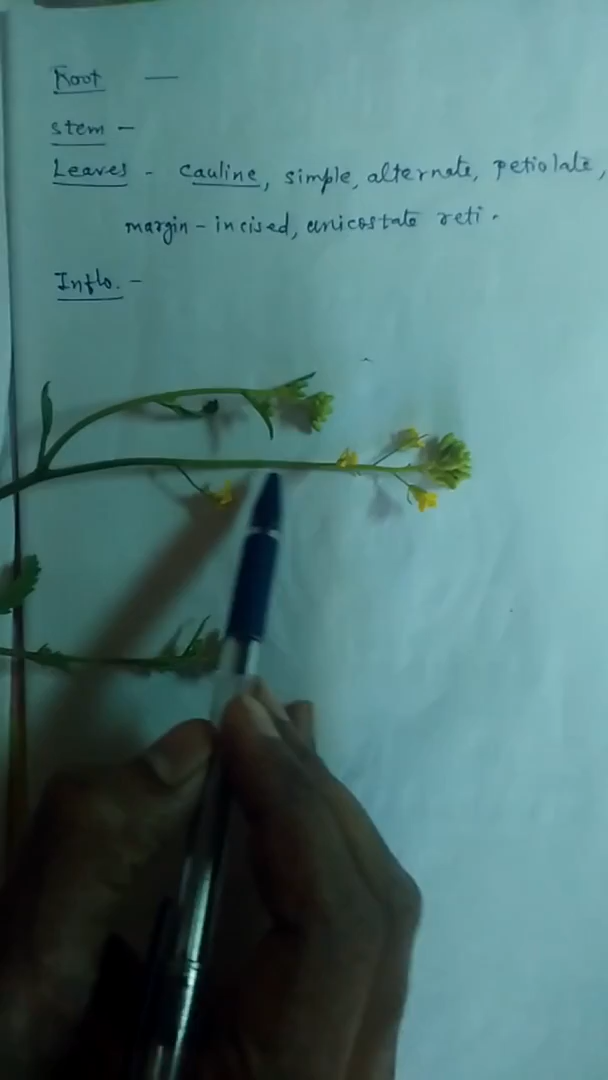 Root —
stem -
Leaves - cauline, simple, alternate, petiolate,
margin - incised, unicostate reti.
Inflo. -